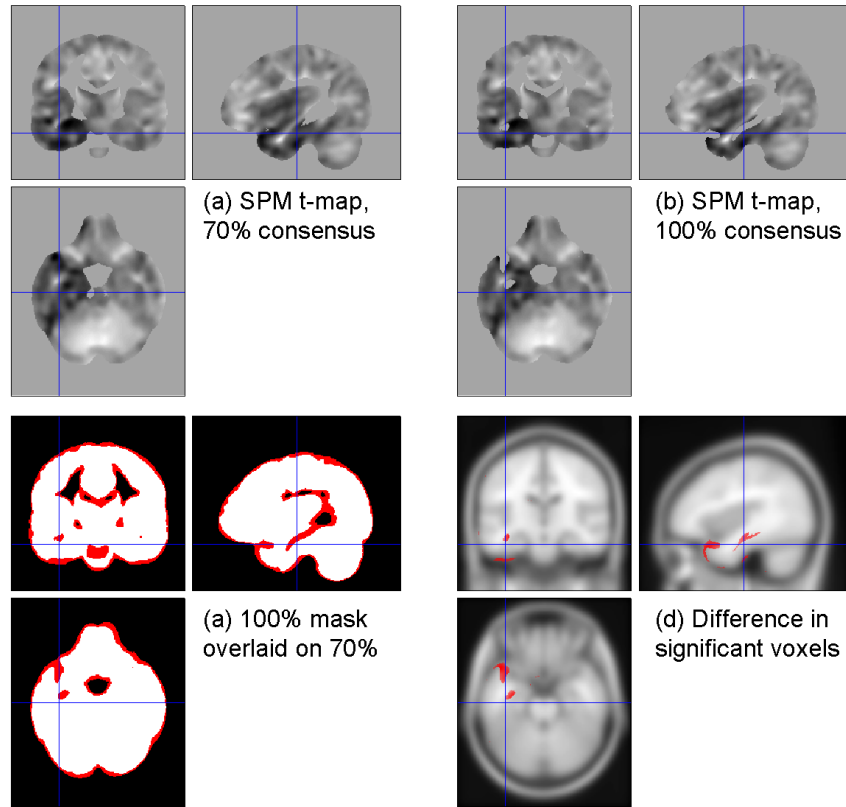 (a) SPM t-map,
70% consensus
(b) SPM t-map,
100% consensus
(a) 100% mask
overlaid on 70%
(d) Difference in
significant voxels